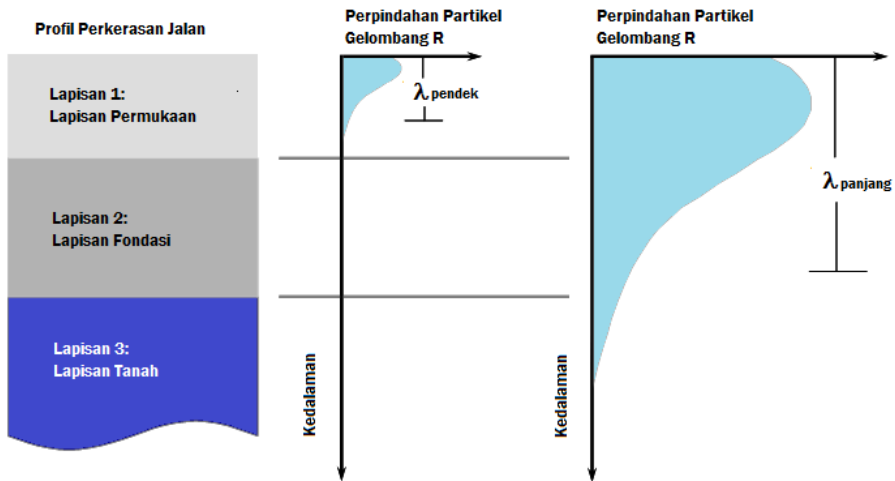 Profil Perkerasan Jalan
Lapisan 1:
Lapisan Permukaan
Lapisan 2:
Lapisan Fondasi
Lapisan 3:
Lapisan Tanah
Perpindahan Partikel
Gelombang R
λ pendek
Kedalaman
Perpindahan Partikel
Gelombang R
λ panjang
Kedalaman